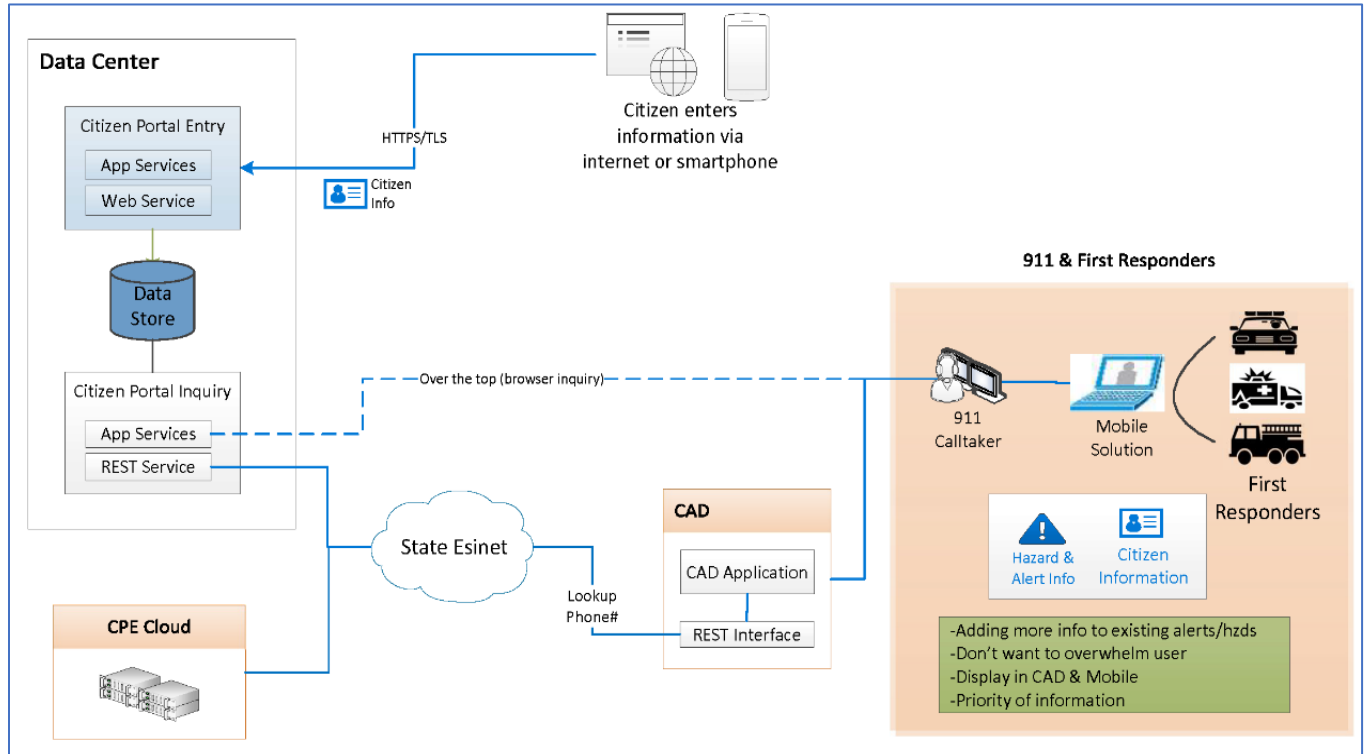 Data Center
Citizen Portal Entry
App Services
Web Service
Data
Store
Citizen Portal Inquiry
App Services
REST Service
HTTPS/TLS
Citizen
Info
Citizen enters
information via
internet or smartphone
Over the top (browser inquiry)
State Esinet
CPE Cloud
Lookup
Phone#
CAD
CAD Application
REST Interface
911 & First Responders
911
Calltaker
Mobile
Solution
First
Responders
Hazard &
Alert Info
Citizen
Information
-Adding more info to existing alerts/hzds
-Don't want to overwhelm user
-Display in CAD & Mobile
-Priority of information